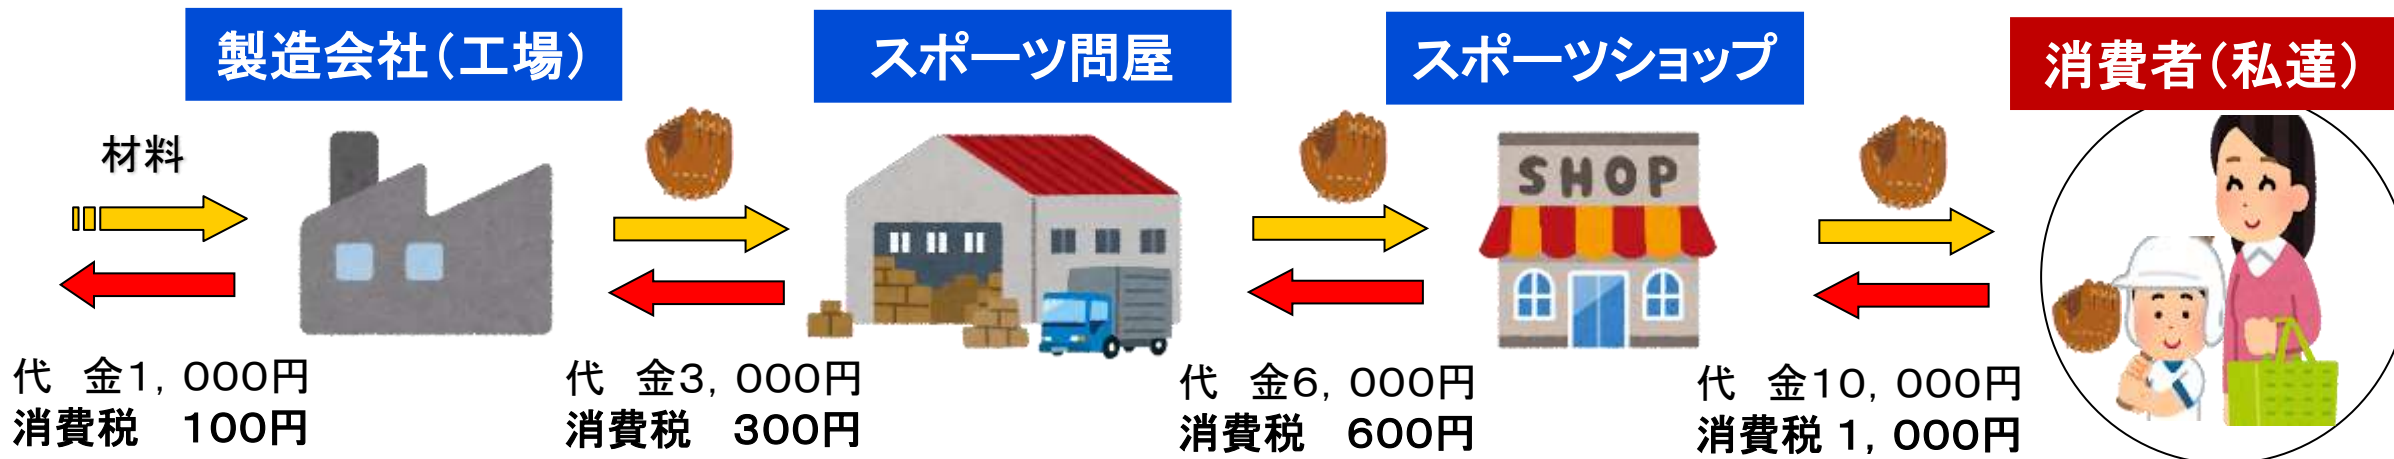 製造会社(工場)
スポーツ問屋
スポーツショップ
消費者(私達)
材料
SHOP
代 金1,000円
消費税 100円
代 金3,000円
消費税 300円
代 金6,000円
消費税 600円
代 金10,000円
消費税 1,000円